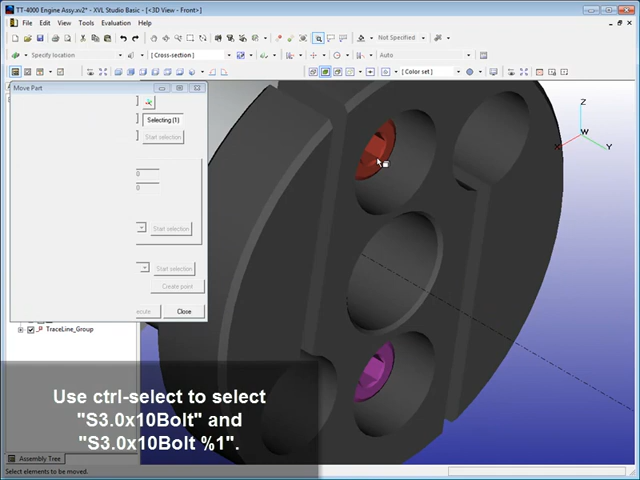 TT-4000 Engine Assy.xv2* - XVL Studio Basic - [<3D View - Front>]
File Edit View Tools Evaluation Help
Not Specified
Specify location
[Cross-section]
Auto
[Color set]
Move Part
Selecting (1)
Start selection
0
0
Start selection
Start selection
Create point
ecute
Close
TraceLine_Group
Z
W
X
Y
Use ctrl-select to select
"S3.0x10Bolt" and
"S3.0x10Bolt %1".
Assembly Tree
Select elements to be moved.